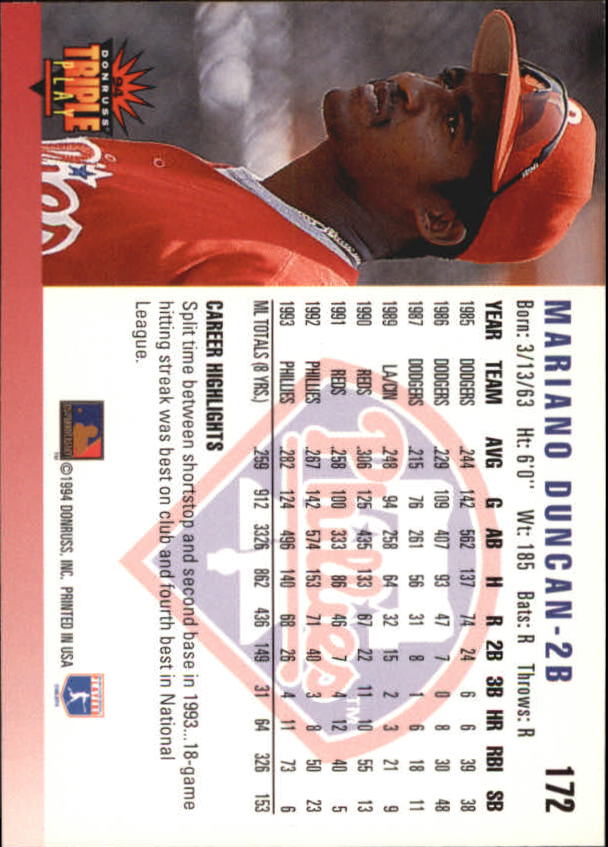 MARIANO DUNCAN-2B 172
Born: 3/13/63 Ht: 6'0" Wt: 185 Bats: R Throws: R
YEAR TEAM AVG G AB H R 2B 3B HR RBI SB
1985 DODGERS .244 142 562 137 74 24 6 6 39 38
1986 DODGERS .229 109 407 93 47 7 0 8 30 48
1987 DODGERS .215 76 261 56 31 8 1 6 18 11
1989 LA/CIN .248 94 258 64 32 15 2 3 21 9
1990 REDS .306 125 435 133 67 22 11 10 55 13
1991 REDS .258 100 333 86 46 7 4 12 40 5
1992 PHILLIES .267 142 574 153 71 40 3 8 50 23
1993 PHILLIES .282 124 496 140 68 26 4 11 73 6
ML TOTALS (8 YRS.) .259 912 3326 862 436 149 31 64 326 153
CAREER HIGHLIGHTS
Split time between shortstop and second base in 1993...18-game
hitting streak was best on club and fourth best in National
League.
Phillies
TM
94
DONRUSS
TRIPLE
PLAY
©1994 DONRUSS, INC. PRINTED IN USA